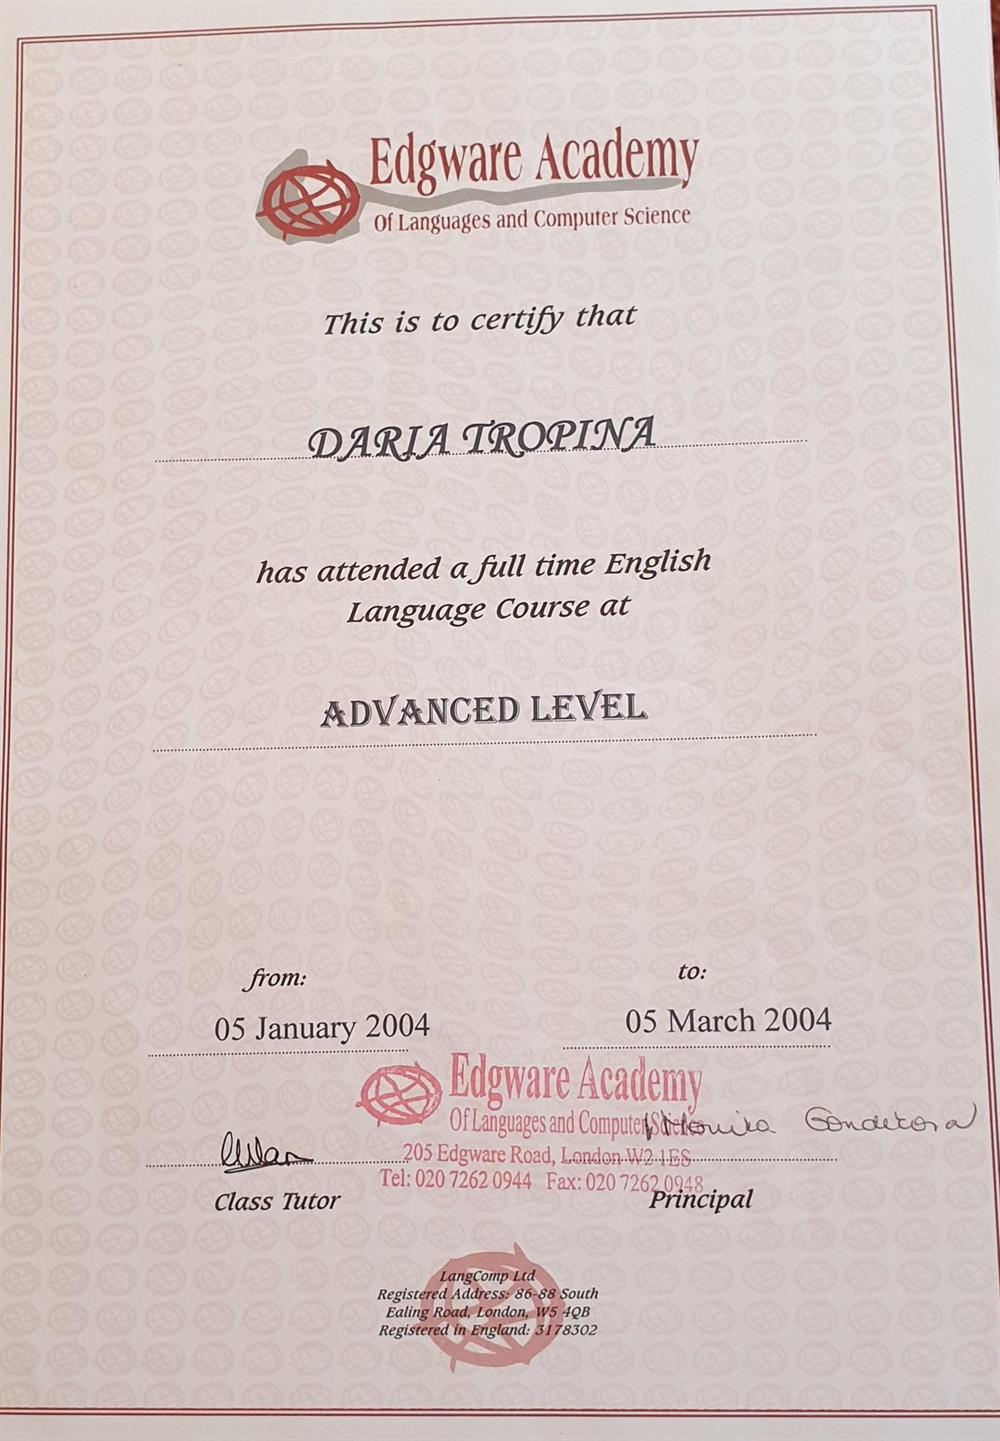 Edgware Academy
Of Languages and Computer Science
This is to certify that
DARIA TROPINA
has attended a full time English
Language Course at
ADVANCED LEVEL
from:
to:
05 January 2004
05 March 2004
Edgware Academy
Of Languages and Computer Science
205 Edgware Road, London W2 1ES
Tel: 020 7262 0944 Fax: 020 7262 0948
Class Tutor
Principal
LangComp Ltd
Registered Address: 86-88 South
Ealing Road, London, W5 4QB
Registered in England: 3178302